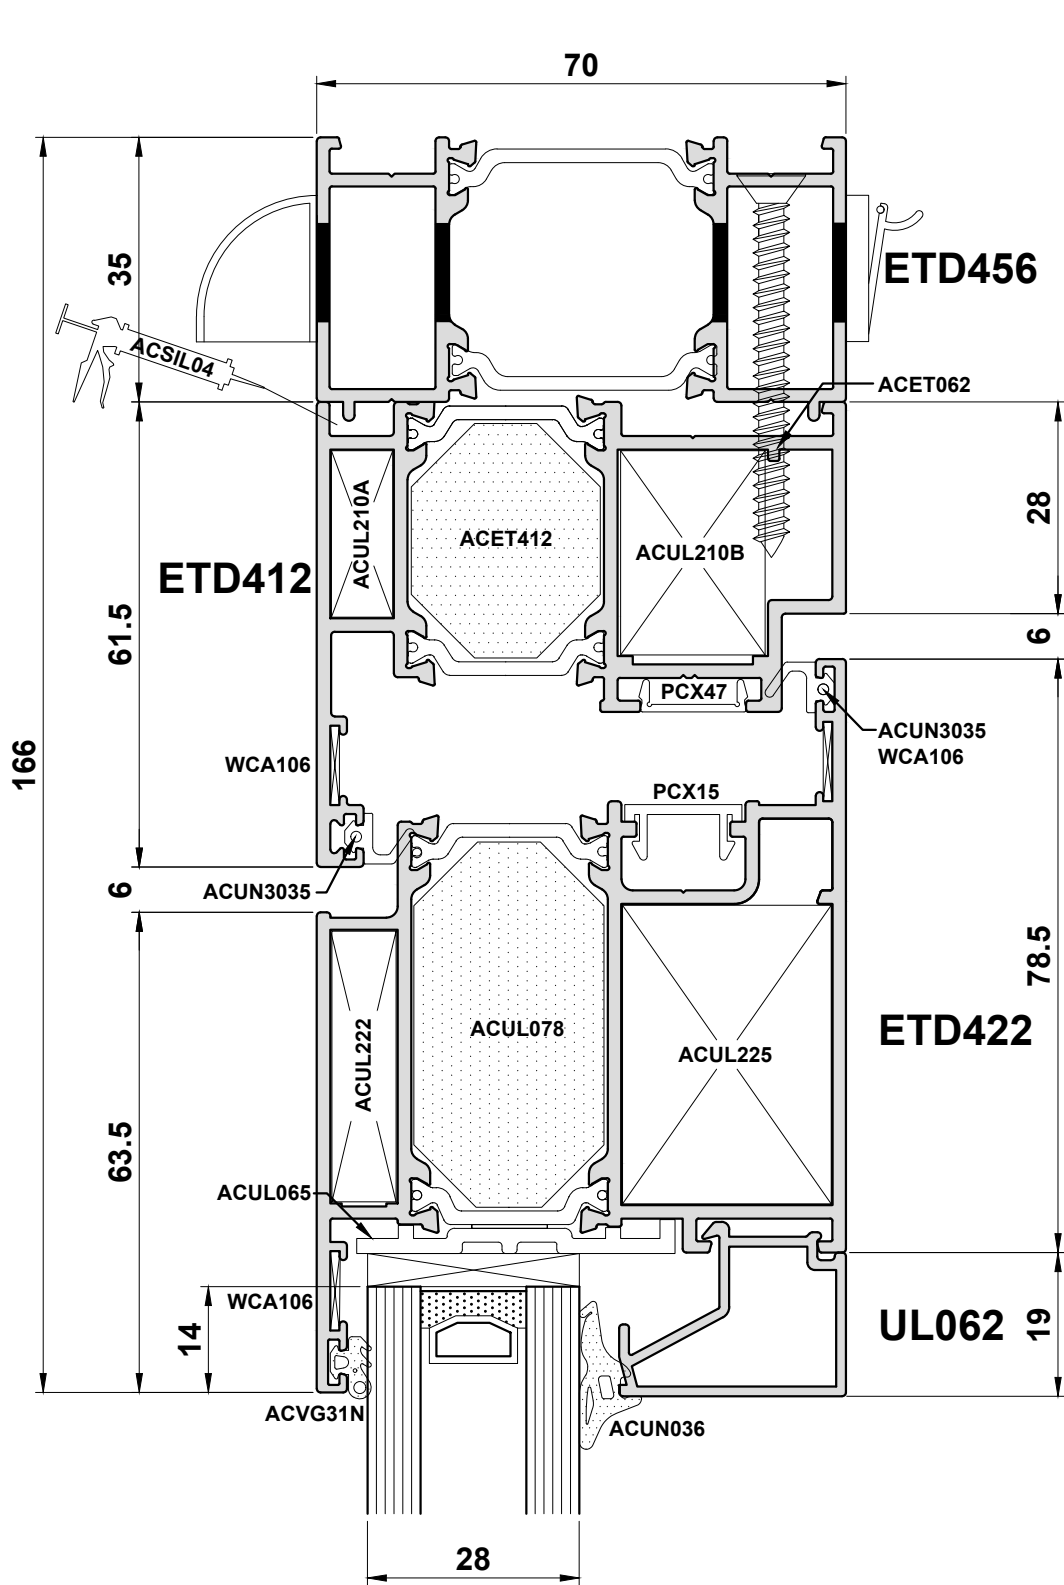 70
35
ETD456
ACSIL04
ACET062
ACUL210A
ACET412
ACUL210B
28
ETD412
61.5
6
PCX47
ACUN3035
WCA106
166
WCA106
PCX15
6
ACUN3035
78.5
ACUL222
ACUL078
ACUL225
ETD422
63.5
ACUL065
WCA106
14
UL062
19
ACVG31N
ACUN036
28